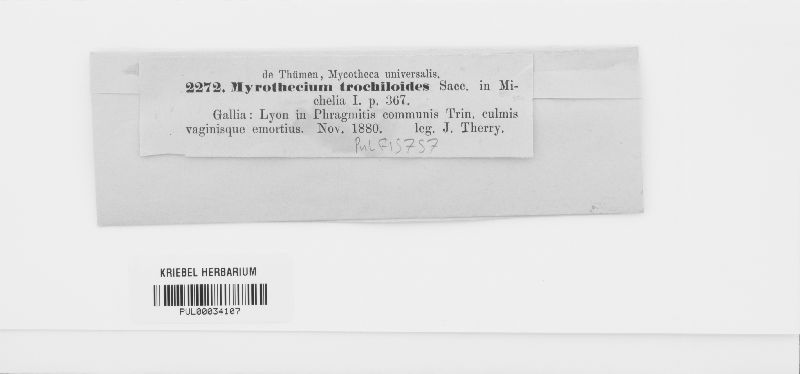 de Thümen, Mycotheca universalis.
2272. Myrothecium trochiloides Sacc. in Mi-
chelia I. p. 367.
Gallia: Lyon in Phragmitis communis Trin. culmis
vaginisque emortius. Nov. 1880. leg. J. Therry.
PUL F15757
KRIEBEL HERBARIUM
PUL00034107